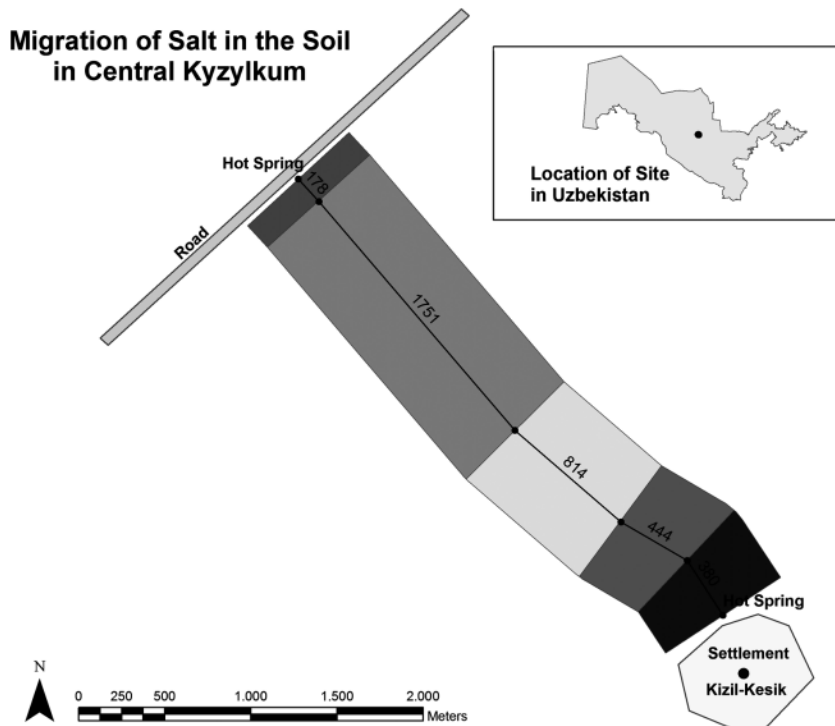 Migration of Salt in the Soil
in Central Kyzylkum
Hot Spring
178
Road
1751
814
444
380
Hot Spring
Settlement
Kizil-Kesik
Location of Site
in Uzbekistan
N
0 250 500 1.000 1.500 2.000
Meters